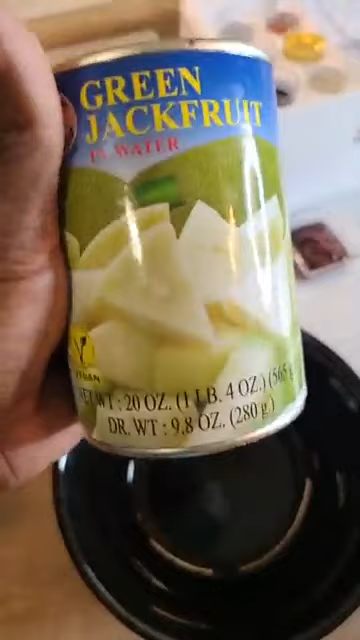 GREEN
JACKFRUIT
IN WATER
V
VEGAN
NET WT : 20 OZ. (1 LB. 4 OZ.) (565 g
DR. WT : 9.8 OZ. (280 g)